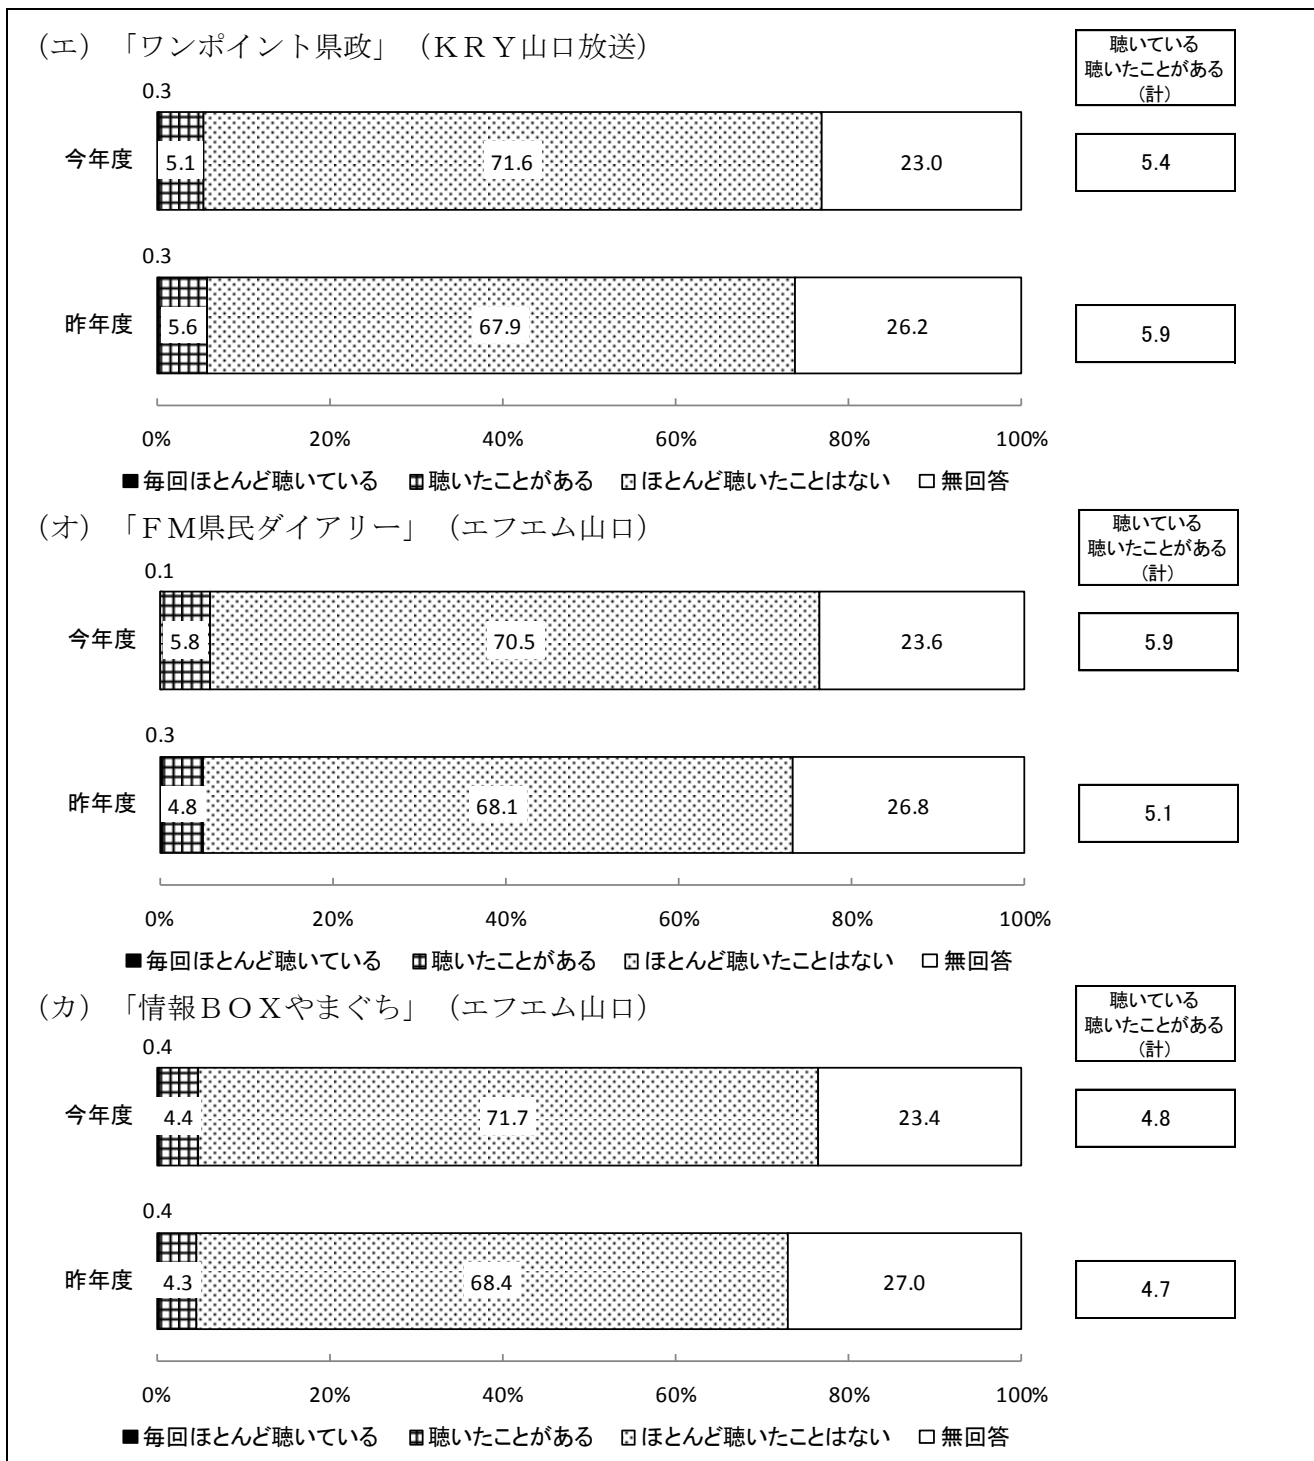 (エ) 「ワンポイント県政」 (KRY山口放送)
聴いている
聴いたことがある
(計)
0.3
今年度 5.1 71.6 23.0 5.4
0.3
昨年度 5.6 67.9 26.2 5.9
0% 20% 40% 60% 80% 100%
■毎回ほとんど聴いている 聴いたことがある ほとんど聴いたことはない □無回答
(オ) 「FM県民ダイアリー」 (エフエム山口)
聴いている
聴いたことがある
(計)
0.1
今年度 5.8 70.5 23.6 5.9
0.3
昨年度 4.8 68.1 26.8 5.1
0% 20% 40% 60% 80% 100%
■毎回ほとんど聴いている 聴いたことがある ほとんど聴いたことはない □無回答
(カ) 「情報BOXやまぐち」 (エフエム山口)
聴いている
聴いたことがある
(計)
0.4
今年度 4.4 71.7 23.4 4.8
0.4
昨年度 4.3 68.4 27.0 4.7
0% 20% 40% 60% 80% 100%
■毎回ほとんど聴いている 聴いたことがある ほとんど聴いたことはない □無回答